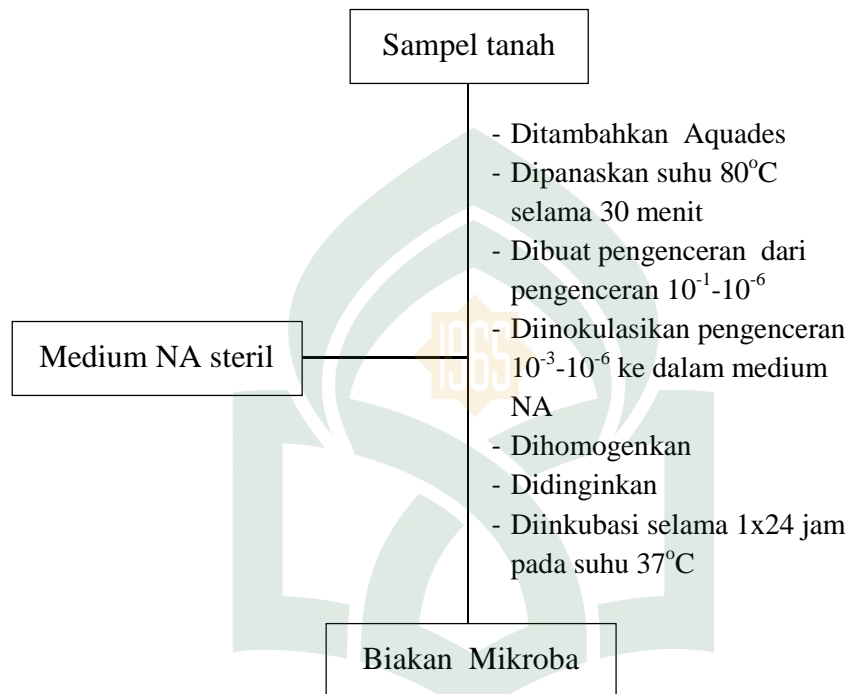 Sampel tanah
- Ditambahkan Aquades
- Dipanaskan suhu 80°C
selama 30 menit
- Dibuat pengenceran dari
pengenceran 10⁻¹-10⁻⁶
- Diinokulasikan pengenceran
10⁻³-10⁻⁶ ke dalam medium
NA
- Dihomogenkan
- Didinginkan
- Diinkubasi selama 1x24 jam
pada suhu 37°C
Medium NA steril
1965
Biakan Mikroba